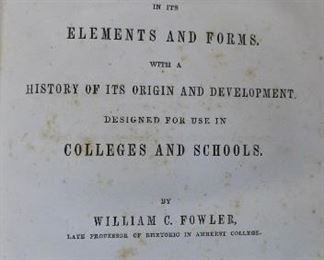 IN ITS
ELEMENTS AND FORMS.
WITH A
HISTORY OF ITS ORIGIN AND DEVELOPMENT.
DESIGNED FOR USE IN
COLLEGES AND SCHOOLS.
BY
WILLIAM C. FOWLER,
LATE PROFESSOR OF RHETORIC IN AMHERST COLLEGE.